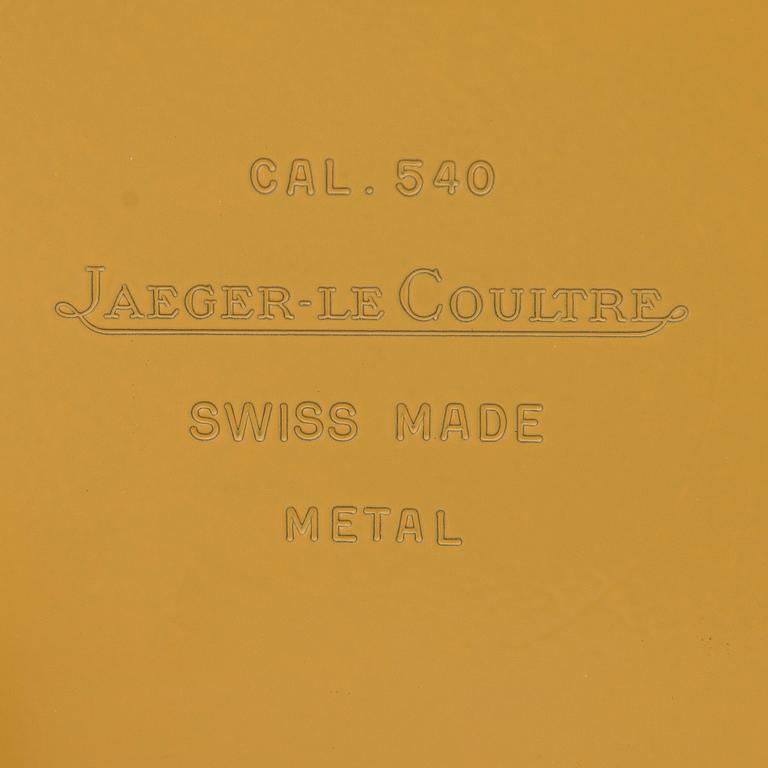 CAL. 540
JAEGER-LE COULTRE
SWISS MADE
METAL